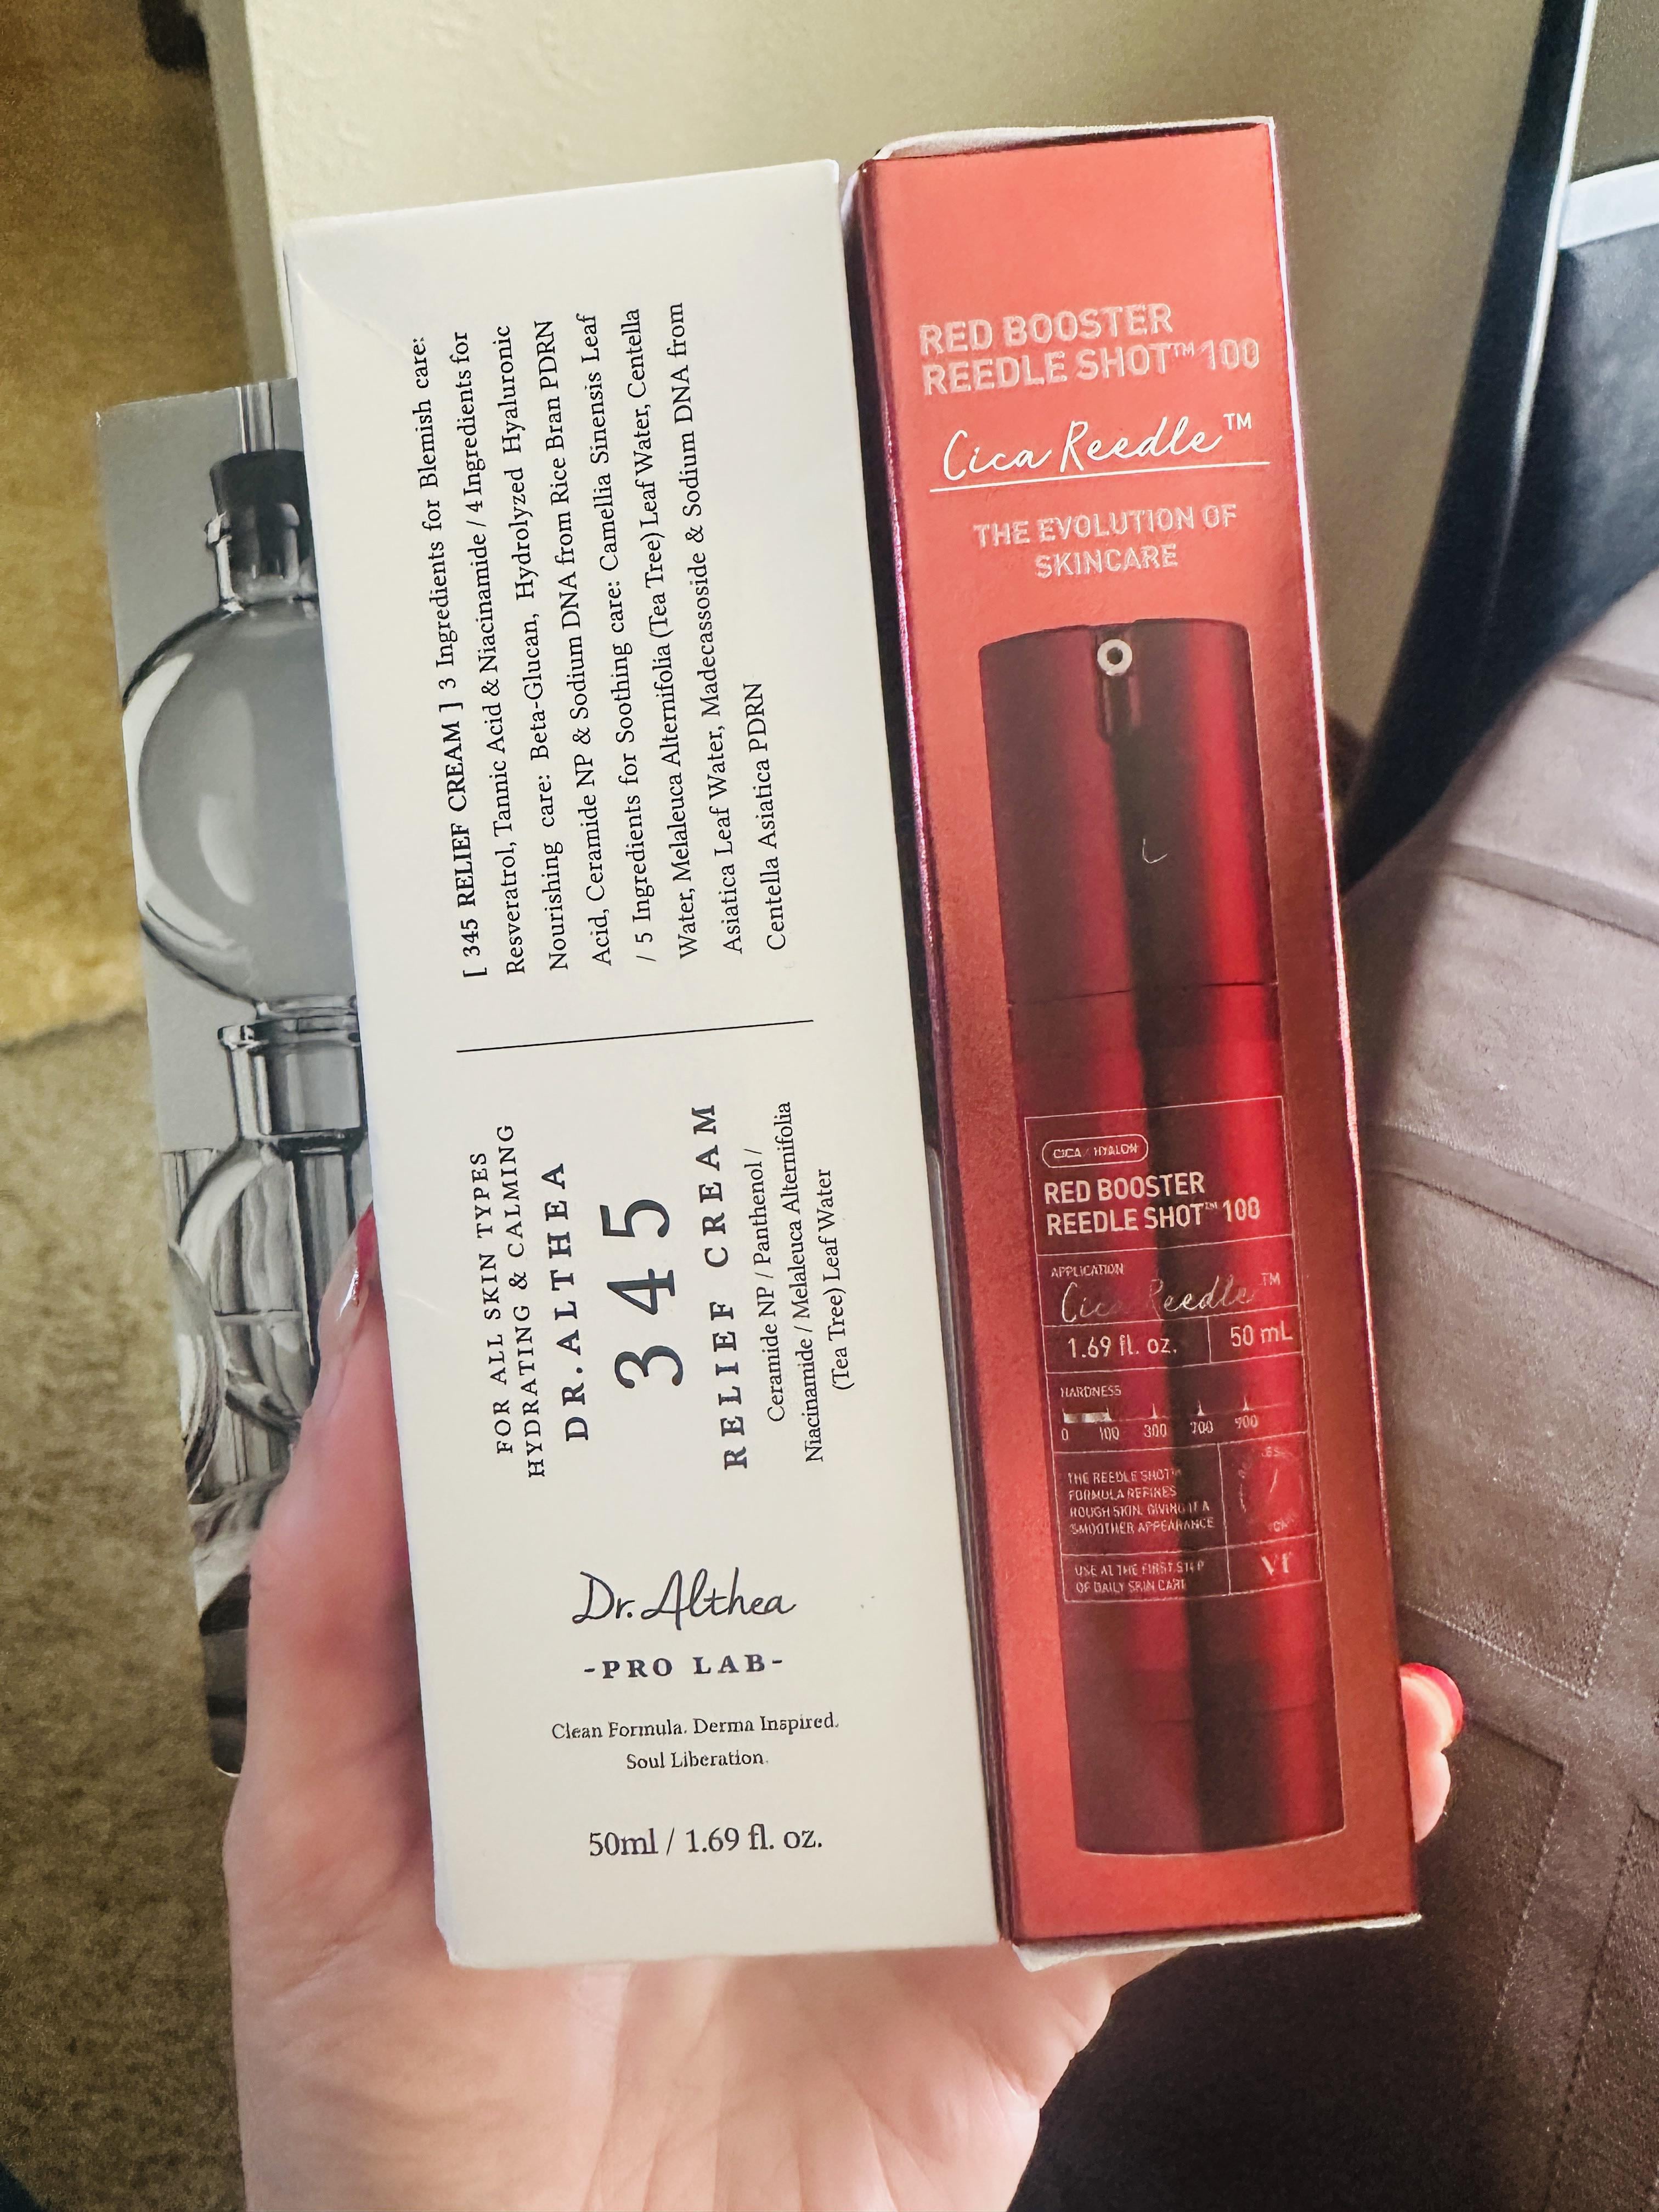 [ 345 RELIEF CREAM ] 3 Ingredients for Blemish care:
Resveratrol, Tannic Acid & Niacinamide / 4 Ingredients for
Nourishing care: Beta-Glucan, Hydrolyzed Hyaluronic
Acid, Ceramide NP & Sodium DNA from Rice Bran PDRN
/ 5 Ingredients for Soothing care: Camellia Sinensis Leaf
Water, Melaleuca Alternifolia (Tea Tree) Leaf Water, Centella
Asiatica Leaf Water, Madecassoside & Sodium DNA from
Centella Asiatica PDRN
FOR ALL SKIN TYPES
HYDRATING & CALMING
DR.ALTHEA
345
RELIEF CREAM
Ceramide NP / Panthenol /
Niacinamide / Melaleuca Alternifolia
(Tea Tree) Leaf Water
Dr.Althea
-PRO LAB-
Clean Formula. Derma Inspired.
Soul Liberation.
50ml / 1.69 fl. oz.
RED BOOSTER
REEDLE SHOT™ 100
Cica Reedle™
THE EVOLUTION OF
SKINCARE
CICA / HYALON
RED BOOSTER
REEDLE SHOT™ 100
APPLICATION
Cica Reedle™
1.69 fl. oz. 50 mL
HARDNESS
0 100 300 700 900
THE REEDLE SHOT™
FORMULA REFINES
ROUGH SKIN, GIVING IT A
SMOOTHER APPEARANCE
USE AT THE FIRST STEP
OF DAILY SKIN CARE
VT